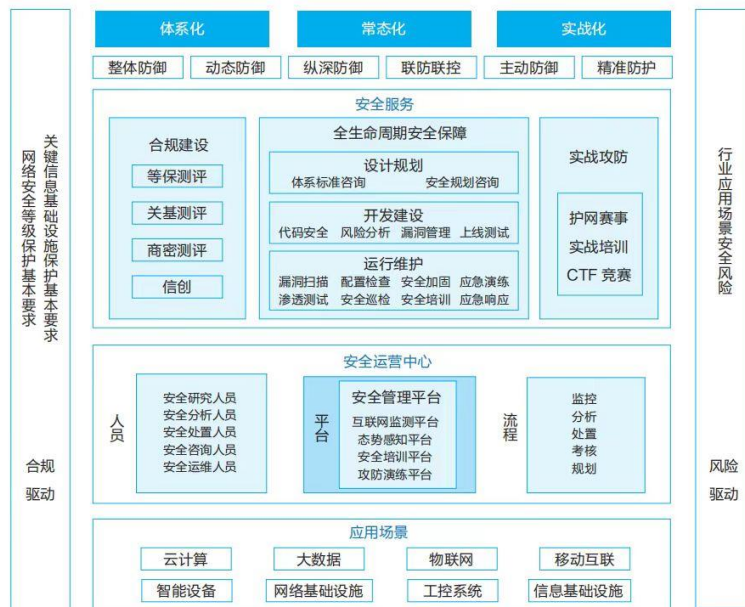 体系化
常态化
实战化
整体防御
动态防御
纵深防御
联防联控
主动防御
精准防护
关键信息基础设施保护基本要求
网络安全等级保护基本要求
合规
驱动
安全服务
合规建设
等保测评
关基测评
商密测评
信创
全生命周期安全保障
设计规划
体系标准咨询 安全规划咨询
开发建设
代码安全 风险分析 漏洞管理 上线测试
运行维护
漏洞扫描 配置检查 安全加固 应急演练
渗透测试 安全巡检 安全培训 应急响应
实战攻防
护网赛事
实战培训
CTF 竞赛
安全运营中心
人员
安全研究人员
安全分析人员
安全处置人员
安全咨询人员
安全运维人员
平台
安全管理平台
互联网监测平台
态势感知平台
安全培训平台
攻防演练平台
流程
监控
分析
处置
考核
规划
应用场景
云计算
大数据
物联网
移动互联
智能设备
网络基础设施
工控系统
信息基础设施
行业应用场景安全风险
风险
驱动